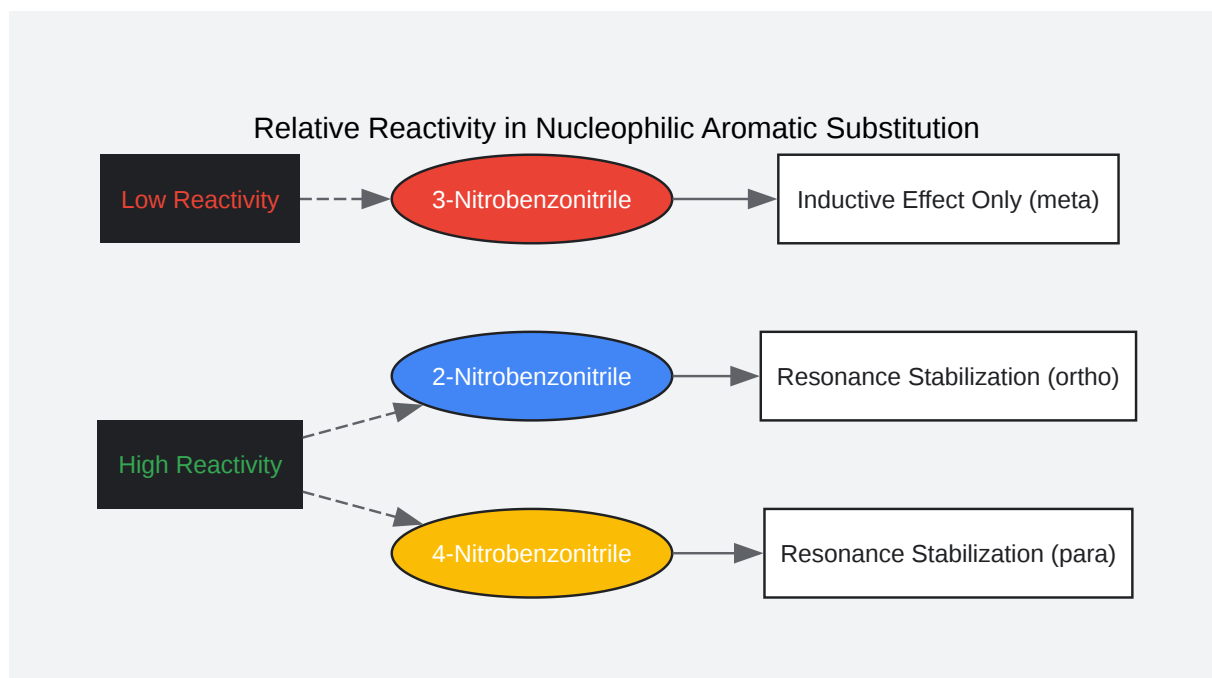 Relative Reactivity in Nucleophilic Aromatic Substitution
Low Reactivity
3-Nitrobenzonitrile
Inductive Effect Only (meta)
2-Nitrobenzonitrile
Resonance Stabilization (ortho)
High Reactivity
4-Nitrobenzonitrile
Resonance Stabilization (para)